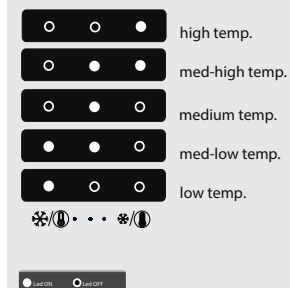 high temp.
med-high temp.
medium temp.
med-low temp.
low temp.
Led ON Led OFF